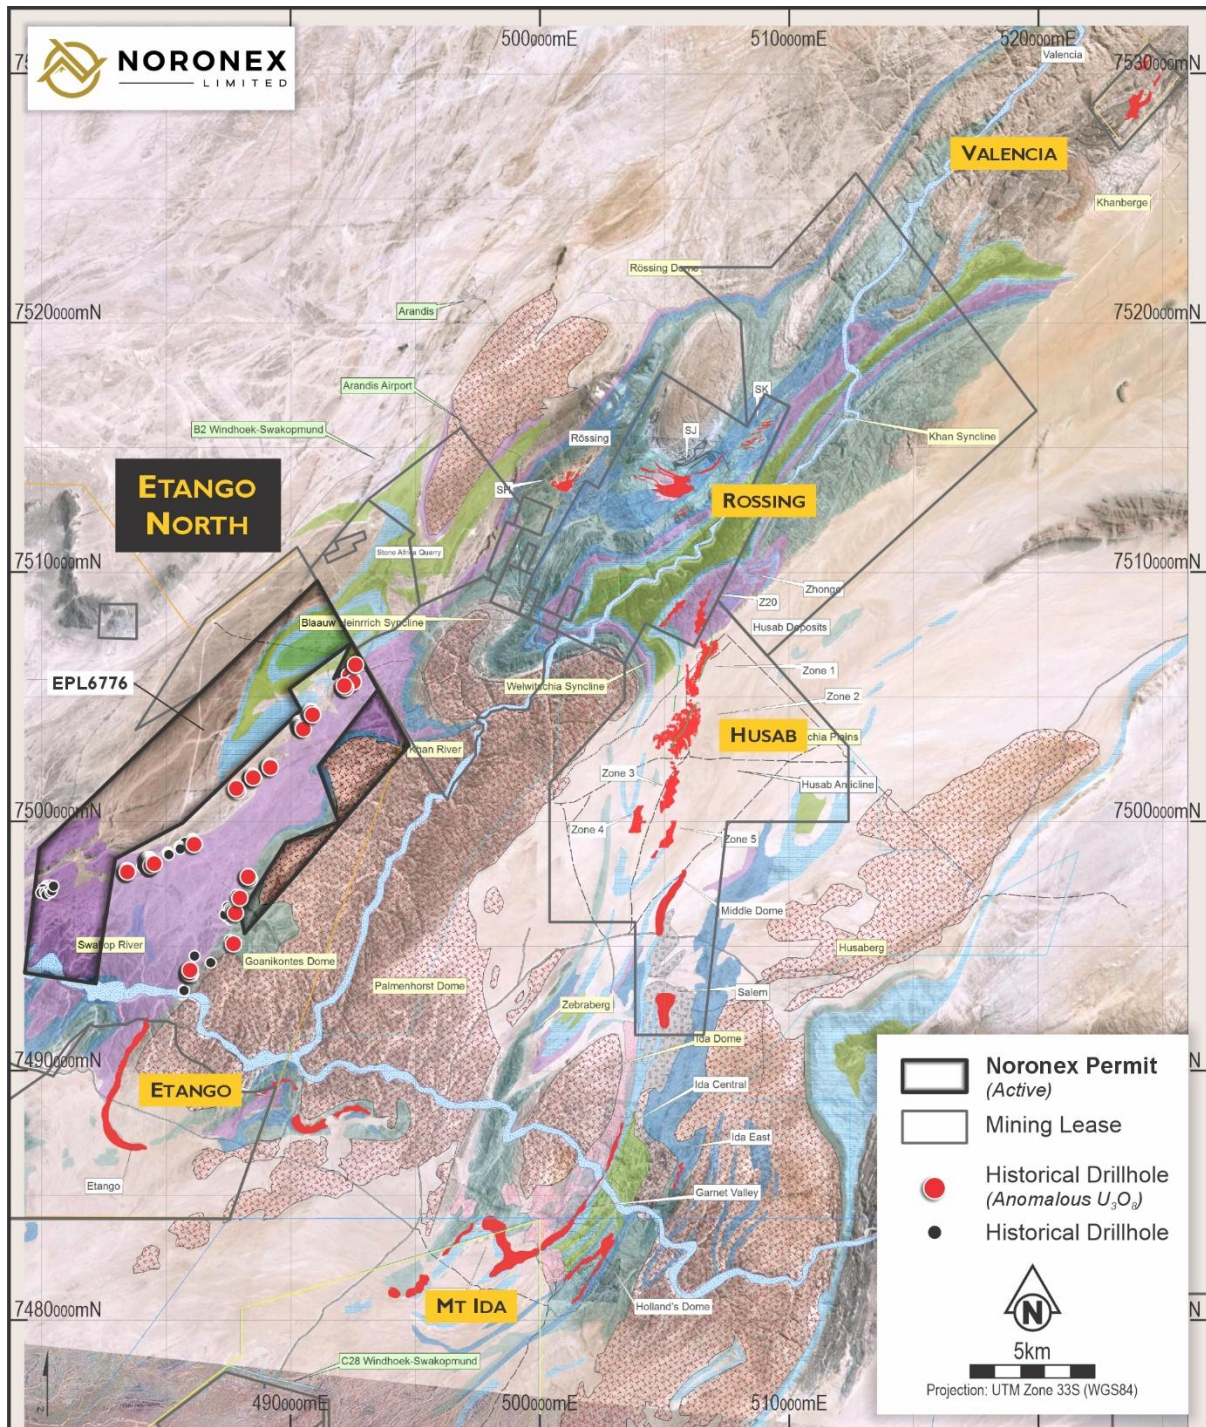 NORONEX
LIMITED
500000mE
510000mE
520000mE
7530000mN
Valencia
VALENCIA
Khanberge
Rössing Dome
7520000mN
7520000mN
Arandis
Arandis Airport
B2 Windhoek-Swakopmund
SK
SJ
Rössing
SH
Khan Syncline
ETANGO
NORTH
ROSSING
Stone Africa Quarry
7510000mN
7510000mN
Z20
Husab Deposits
Zone 1
Welwitschia Syncline
EPL6776
Zone 2
HUSAB
Khan River
Zone 3
Husab Anticline
7500000mN
7500000mN
Zone 4
Zone 5
Middle Dome
Swakop River
Goanikontes Dome
Husaberg
Palmenhorst Dome
Zebraberg
Salem
Ida Dome
7490000mN
N
ETANGO
Ida Central
Ida East
Etango
Garnet Valley
7480000mN
N
MT IDA
Holland's Dome
C28 Windhoek-Swakopmund
490000mE
500000mE
510000mE
Noronex Permit
(Active)
Mining Lease
Historical Drillhole
(Anomalous U₃O₈)
Historical Drillhole
N
5km
Projection: UTM Zone 33S (WGS84)